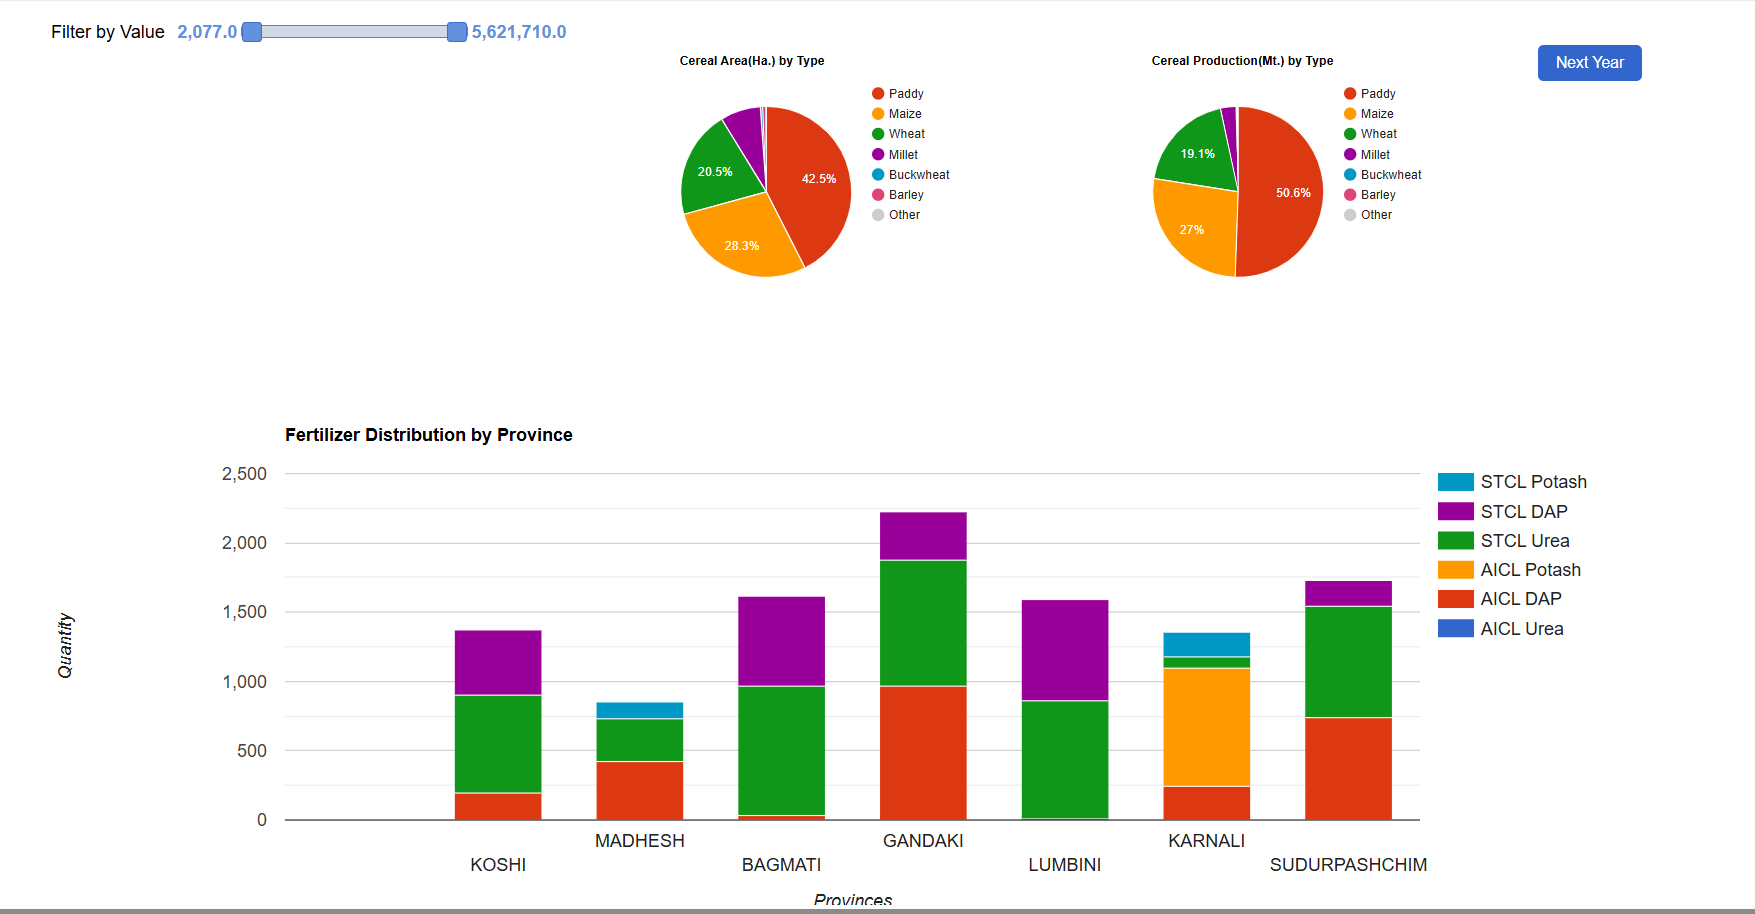 Filter by Value 2,077.0 5,621,710.0
Cereal Area(Ha.) by Type
Paddy
Maize
Wheat
Millet
Buckwheat
Barley
Other
42.5%
28.3%
20.5%
Cereal Production(Mt.) by Type
Paddy
Maize
Wheat
Millet
Buckwheat
Barley
Other
50.6%
27%
19.1%
Next Year
Fertilizer Distribution by Province
Quantity
2,500
2,000
1,500
1,000
500
0
STCL Potash
STCL DAP
STCL Urea
AICL Potash
AICL DAP
AICL Urea
KOSHI
MADHESH
BAGMATI
GANDAKI
LUMBINI
KARNALI
SUDURPASHCHIM
Provinces